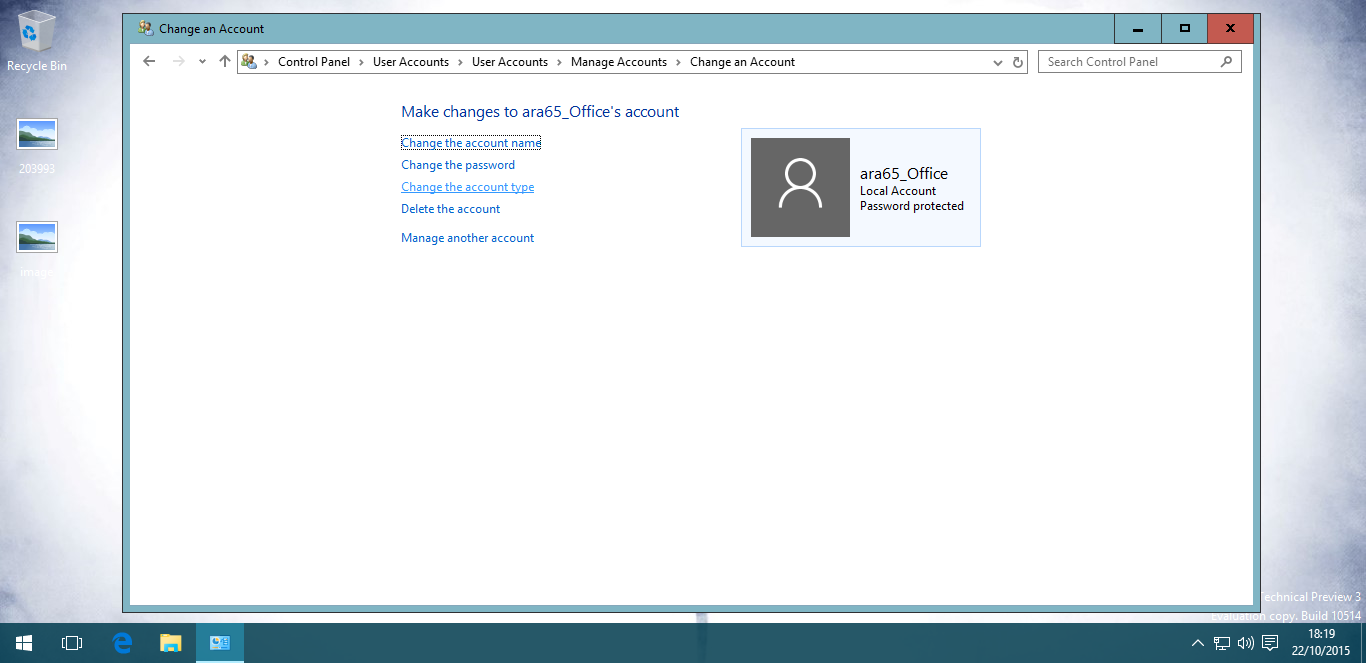 Recycle Bin
203993
image
Change an Account
Control Panel
User Accounts
User Accounts
Manage Accounts
Change an Account
Search Control Panel
Make changes to ara65_Office's account
Change the account name
Change the password
Change the account type
Delete the account
Manage another account
ara65_Office
Local Account
Password protected
Technical Preview 3
Evaluation copy. Build 10514
18:19
22/10/2015